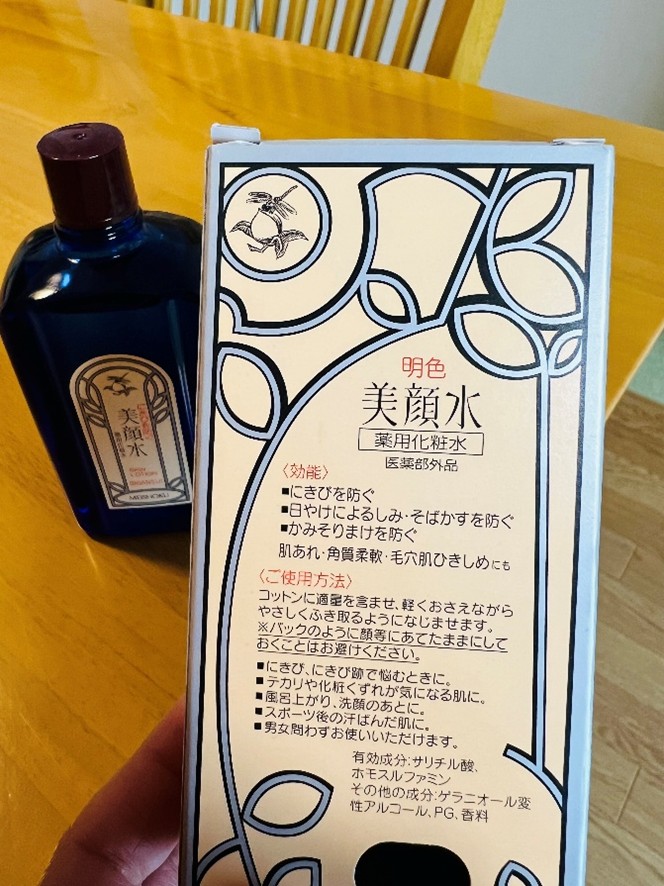 明色
美顔水
薬用化粧水
医薬部外品
〈効能〉
■にきびを防ぐ
■日やけによるしみ・そばかすを防ぐ
■かみそりまけを防ぐ
肌あれ・角質柔軟・毛穴肌ひきしめにも
〈ご使用方法〉
コットンに適量を含ませ、軽くおさえながら
やさしくふき取るようになじませます。
※パックのように顔等にあてたままにして
おくことはお避けください。
■にきび、にきび跡で悩むときに。
■テカリや化粧くずれが気になる肌に。
■風呂上がり、洗顔のあとに。
■スポーツ後の汗ばんだ肌に。
■男女問わずお使いいただけます。
有効成分:サリチル酸、
ホモスルファミン
その他の成分:ゲラニオール変
性アルコール、PG、香料
美顔水
MEISHOKU